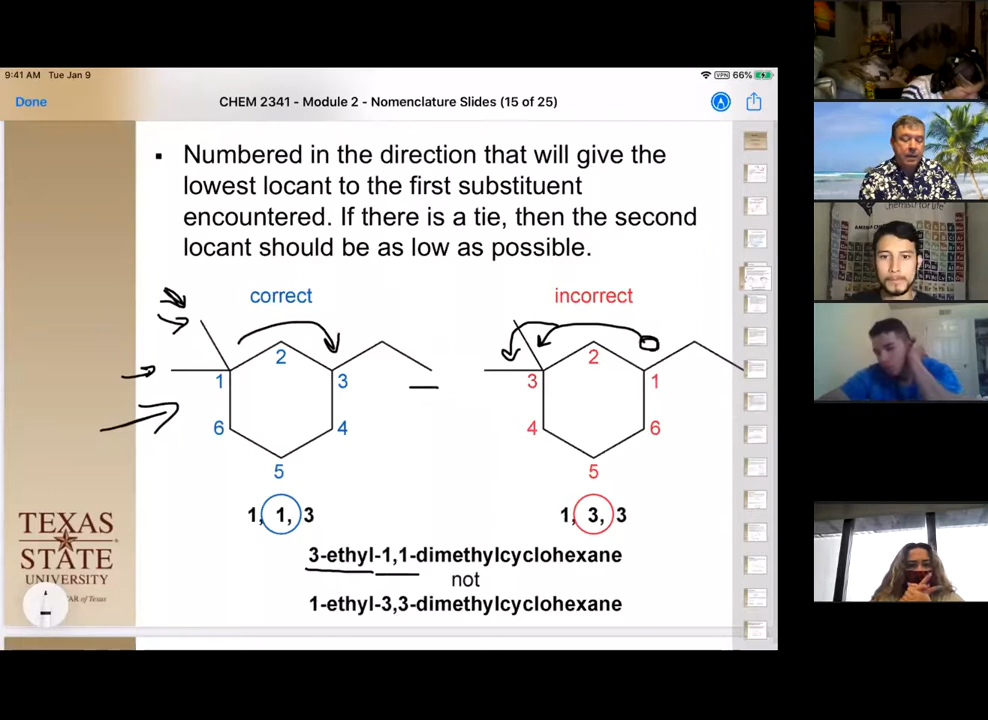 9:41 AM Tue Jan 9
66%
VPN
Done
CHEM 2341 - Module 2 - Nomenclature Slides (15 of 25)
▪ Numbered in the direction that will give the
lowest locant to the first substituent
encountered. If there is a tie, then the second
locant should be as low as possible.
correct
incorrect
1
2
3
4
5
6
3
2
1
4
6
5
1, 1, 3
1, 3, 3
3-ethyl-1,1-dimethylcyclohexane
not
1-ethyl-3,3-dimethylcyclohexane
TEXAS
STATE
UNIVERSITY
of Texas